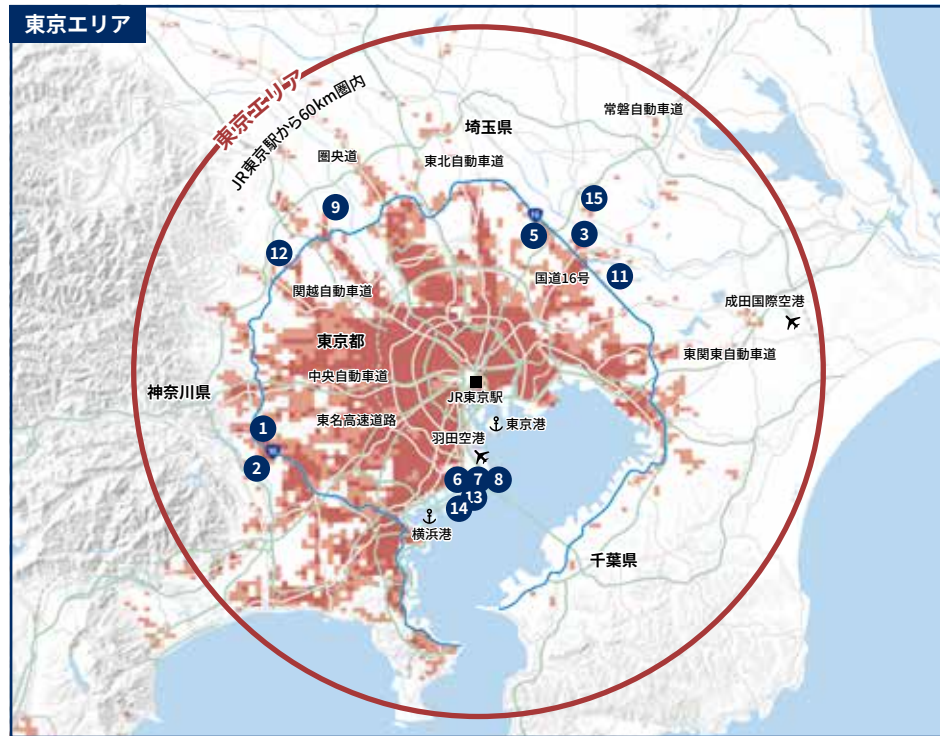 東京エリア
東京エリア
JR東京駅から60km圏内
埼玉県
常磐自動車道
圏央道
東北自動車道
15
9
16
5
3
12
11
国道16号
関越自動車道
成田国際空港
東京都
東関東自動車道
中央自動車道
神奈川県
JR東京駅
東名高速道路
東京港
1
羽田空港
16
2
6
7
8
13
14
横浜港
千葉県